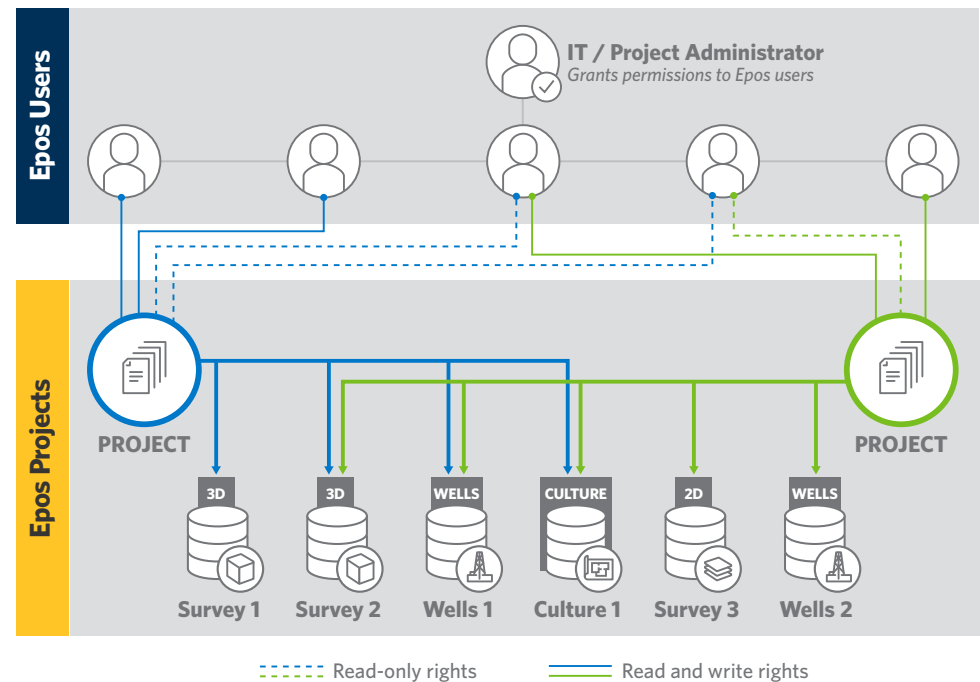 Epos Users
IT / Project Administrator
Grants permissions to Epos users
Epos Projects
PROJECT
PROJECT
3D
3D
WELLS
CULTURE
2D
WELLS
Survey 1
Survey 2
Wells 1
Culture 1
Survey 3
Wells 2
Read-only rights
Read and write rights